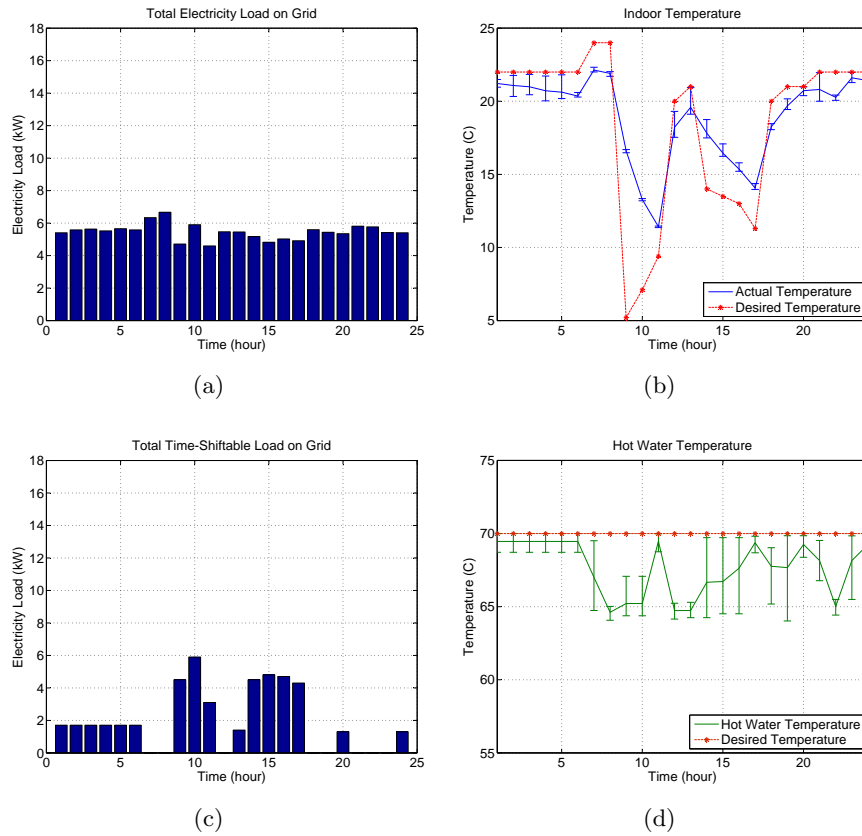 Total Electricity Load on Grid
18
16
14
12
10
8
6
4
2
0
Electricity Load (kW)
0 5 10 15 20 25
Time (hour)
(a)
Indoor Temperature
25
20
15
10
5
Temperature (C)
Actual Temperature
Desired Temperature
5 10 15 20
Time (hour)
(b)
Total Time-Shiftable Load on Grid
18
16
14
12
10
8
6
4
2
0
Electricity Load (kW)
0 5 10 15 20 25
Time (hour)
(c)
Hot Water Temperature
75
70
65
60
55
Temperature (C)
Hot Water Temperature
Desired Temperature
5 10 15 20
Time (hour)
(d)